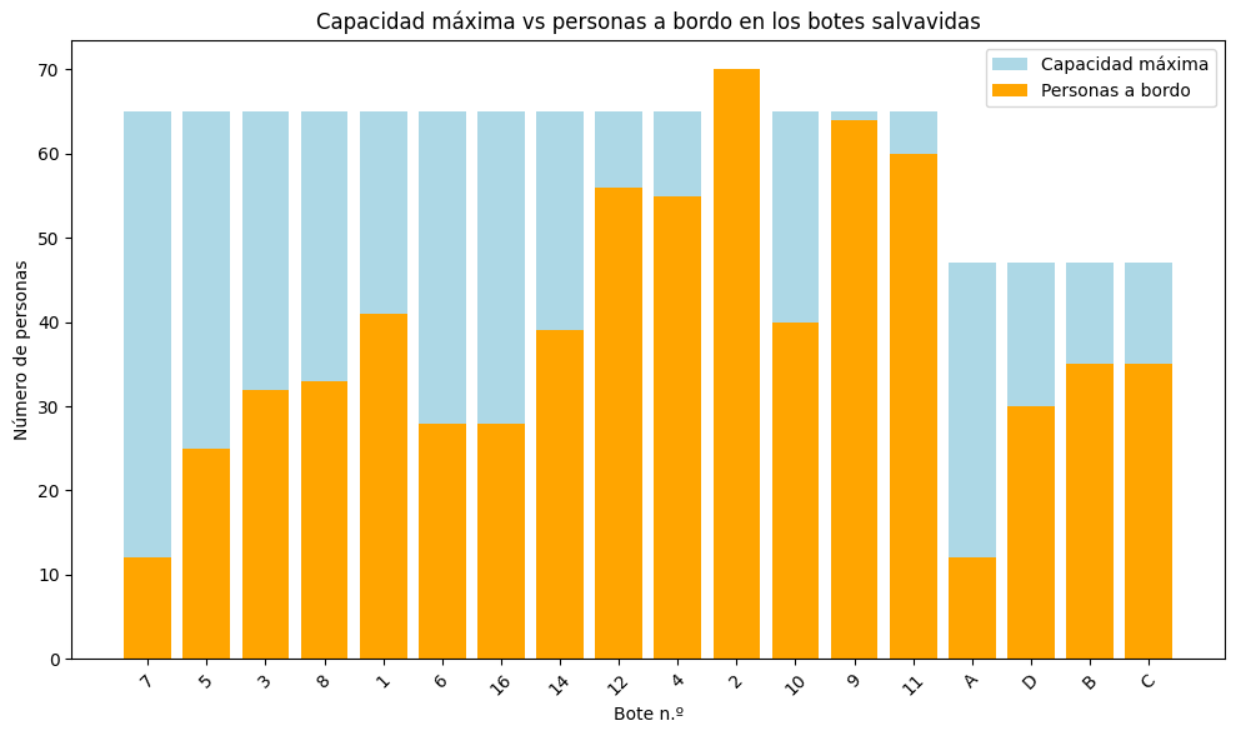 Capacidad máxima vs personas a bordo en los botes salvavidas
Capacidad máxima
Personas a bordo
Número de personas
70
60
50
40
30
20
10
0
7 5 3 8 1 6 16 14 12 4 2 10 9 11 A D B C
Bote n.º